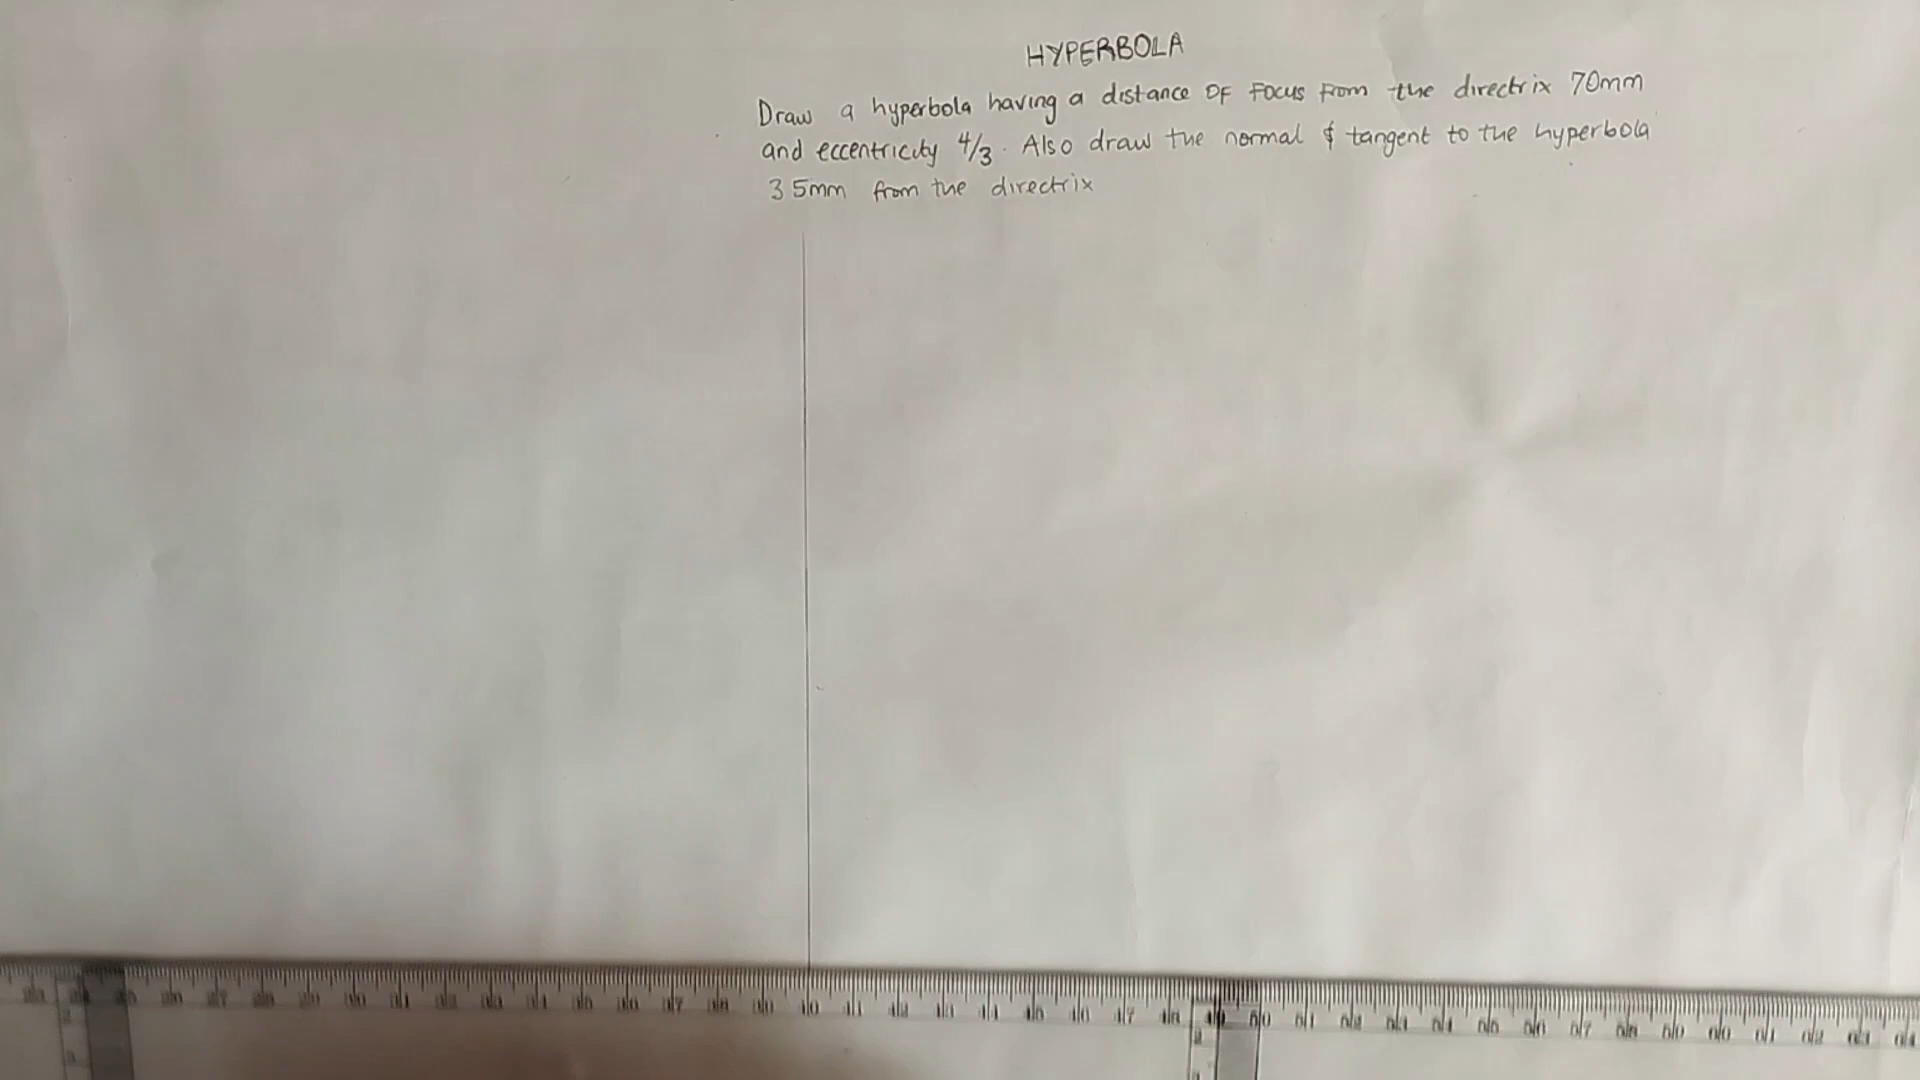 HYPERBOLA
Draw a hyperbola having a distance OF Focus From the directrix 70mm
and eccentricity 4/3. Also draw the normal & tangent to the hyperbola
35mm from the directrix